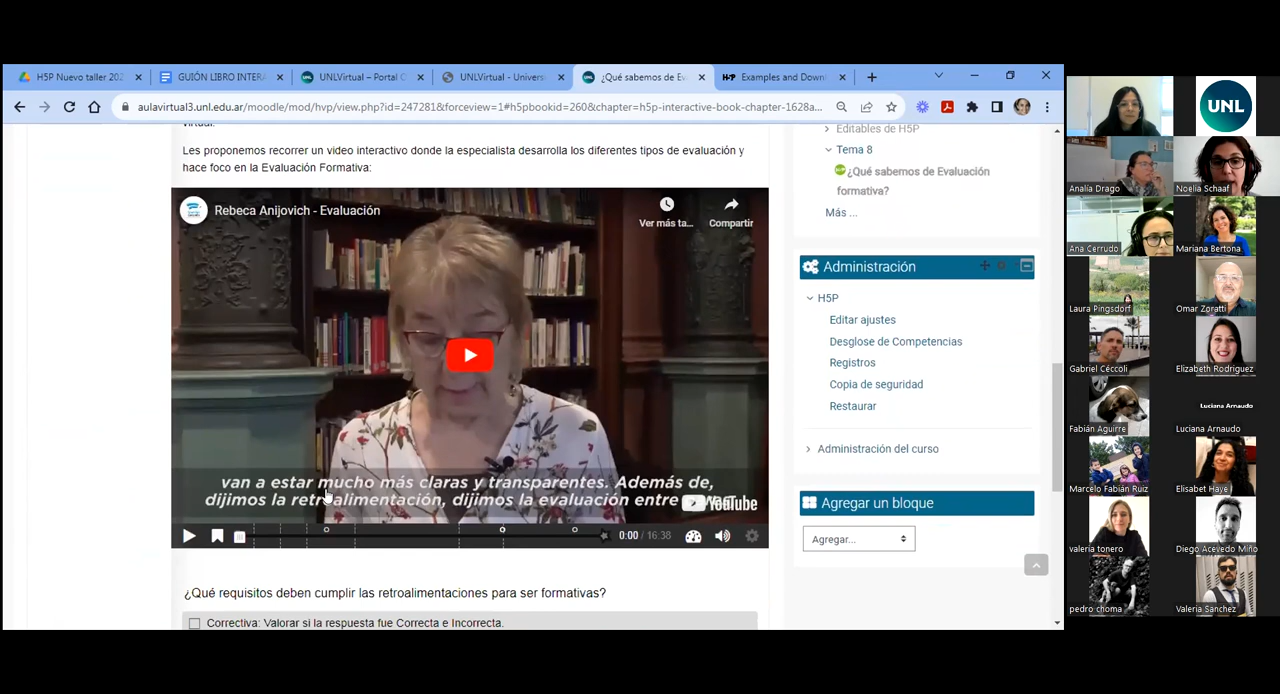 H5P Nuevo taller 202
GUIÓN LIBRO INTERA
UNLVirtual – Portal C
UNLVirtual - Univers
¿Qué sabemos de Ev
H-P Examples and Down
aulavirtual3.unl.edu.ar/moodle/mod/hvp/view.php?id=247281&forceview=1#h5pbookid=260&chapter=h5p-interactive-book-chapter-1628a...
virtual.
Les proponemos recorrer un video interactivo donde la especialista desarrolla los diferentes tipos de evaluación y
hace foco en la Evaluación Formativa:
Rebeca Anijovich - Evaluación
Ver más ta...
Compartir
van a estar mucho más claras y transparentes. Además de,
dijimos la retroalimentación, dijimos la evaluación entre
YouTube
0:00 / 16:38
¿Qué requisitos deben cumplir las retroalimentaciones para ser formativas?
Correctiva: Valorar si la respuesta fue Correcta e Incorrecta.
Editables de H5P
Tema 8
¿Qué sabemos de Evaluación
formativa?
Más ...
Administración
H5P
Editar ajustes
Desglose de Competencias
Registros
Copia de seguridad
Restaurar
Administración del curso
Agregar un bloque
Agregar...
UNL
Analía Drago
Noelia Schaaf
Ana Cerrudo
Mariana Bertona
Laura Pingsdorf
Omar Zoratti
Gabriel Céccoli
Elizabeth Rodriguez
Luciana Arnaudo
Fabián Aguirre
Luciana Arnaudo
Marcelo Fabián Ruiz
Elisabet Haye
valeria tonero
Diego Acevedo Miño
pedro choma
Valeria Sanchez